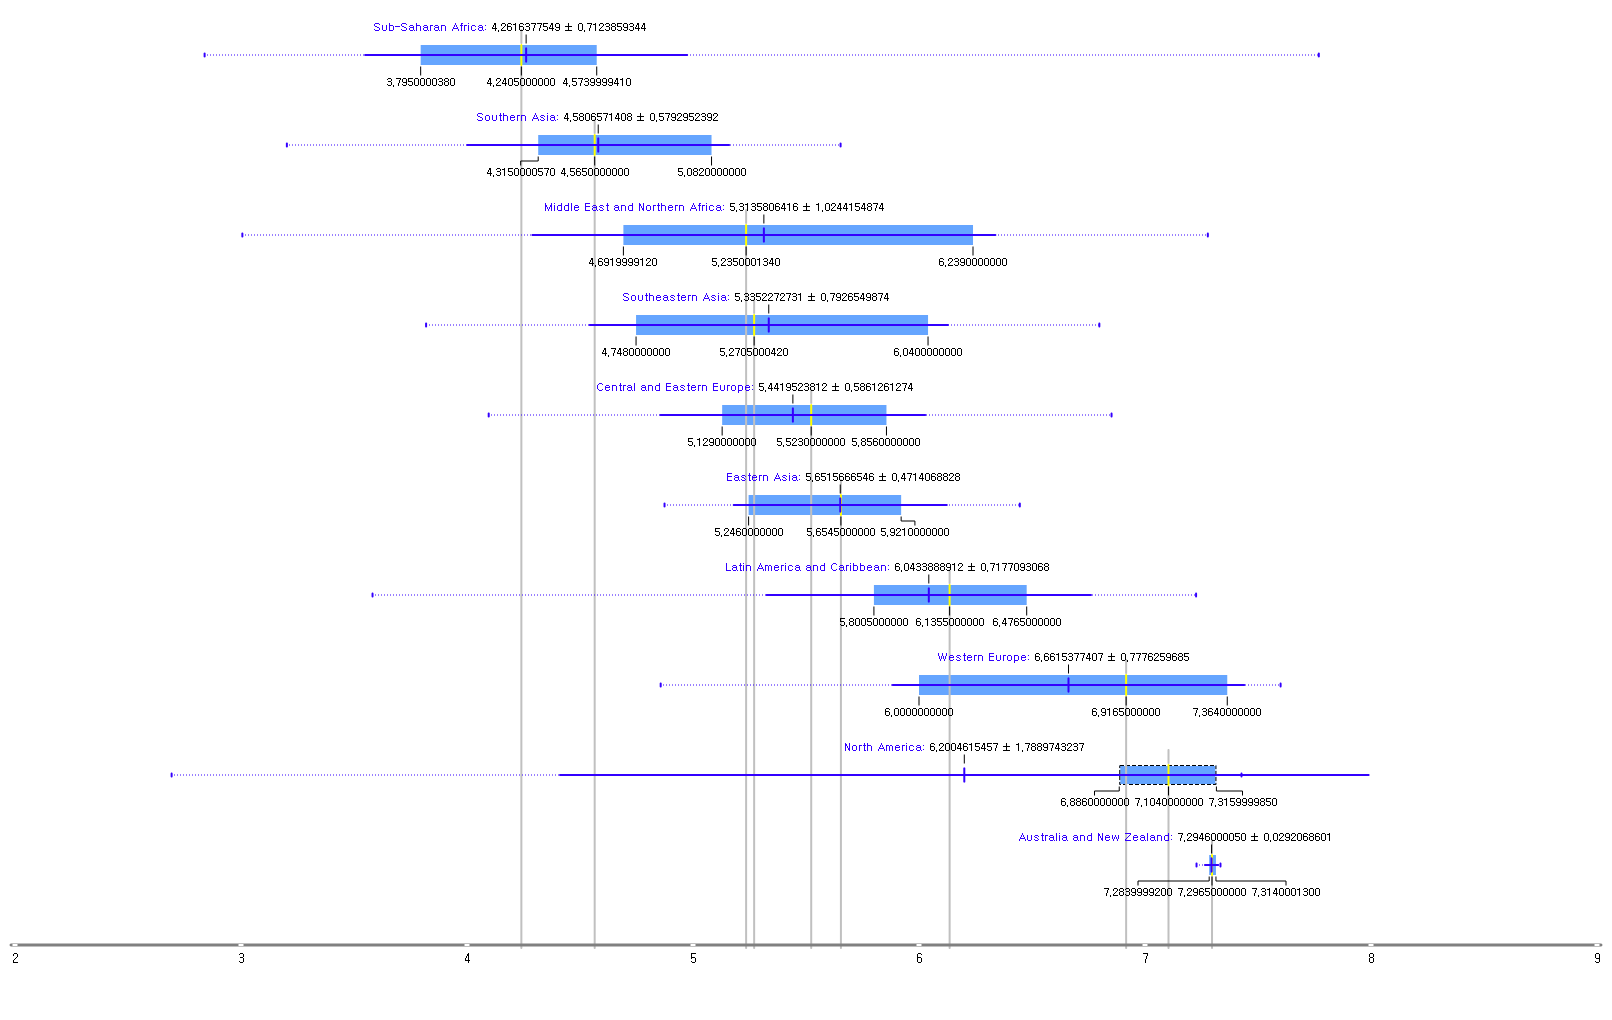 Sub-Saharan Africa: 4,2616377549 ± 0,7123859344
3,7950000380 4,2405000000 4,5739999410
Southern Asia: 4,5806571408 ± 0,5792952392
4,3150000570 4,5650000000 5,0820000000
Middle East and Northern Africa: 5,3135806416 ± 1,0244154874
4,6919999120 5,2350001340 6,2390000000
Southeastern Asia: 5,3352272731 ± 0,7926549874
4,7480000000 5,2705000420 6,0400000000
Central and Eastern Europe: 5,4419523812 ± 0,5861261274
5,1290000000 5,5230000000 5,8560000000
Eastern Asia: 5,6515666546 ± 0,4714068828
5,2460000000 5,6545000000 5,9210000000
Latin America and Caribbean: 6,0433888912 ± 0,7177093068
5,8005000000 6,1355000000 6,4765000000
Western Europe: 6,6615377407 ± 0,7776259685
6,0000000000 6,9165000000 7,3640000000
North America: 6,2004615457 ± 1,7889743237
6,8860000000 7,1040000000 7,3159999850
Australia and New Zealand: 7,2946000050 ± 0,0292068601
7,2839999200 7,2965000000 7,3140001300
2 3 4 5 6 7 8 9